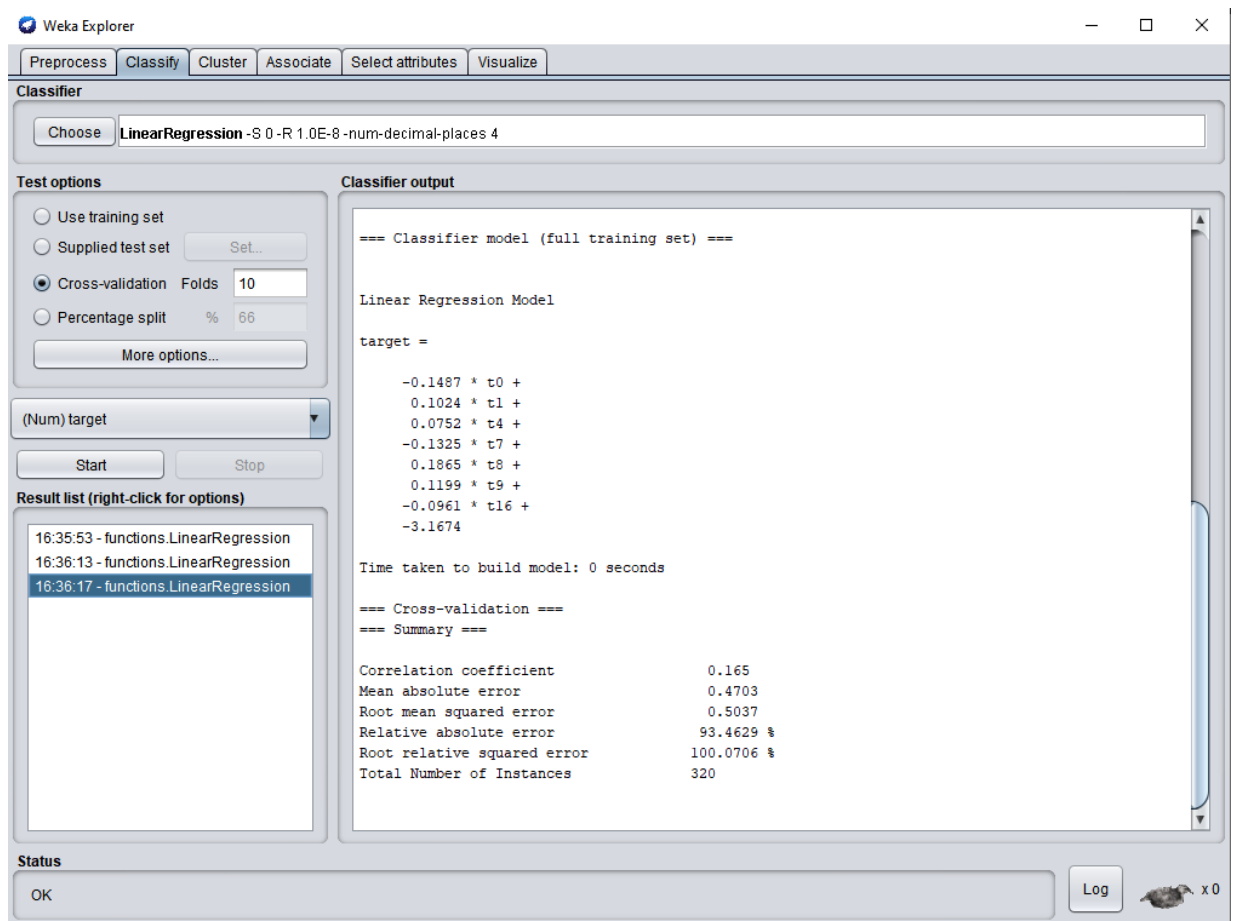 Weka Explorer
Preprocess Classify Cluster Associate Select attributes Visualize
Classifier
Choose LinearRegression -S 0 -R 1.0E-8 -num-decimal-places 4
Test options
Use training set
Supplied test set Set...
Cross-validation Folds 10
Percentage split % 66
More options...
(Num) target
Start Stop
Result list (right-click for options)
16:35:53 - functions.LinearRegression
16:36:13 - functions.LinearRegression
16:36:17 - functions.LinearRegression
Classifier output
=== Classifier model (full training set) ===
Linear Regression Model
target =
-0.1487 * t0 +
0.1024 * t1 +
0.0752 * t4 +
-0.1325 * t7 +
0.1865 * t8 +
0.1199 * t9 +
-0.0961 * t16 +
-3.1674
Time taken to build model: 0 seconds
=== Cross-validation ===
=== Summary ===
Correlation coefficient 0.165
Mean absolute error 0.4703
Root mean squared error 0.5037
Relative absolute error 93.4629 %
Root relative squared error 100.0706 %
Total Number of Instances 320
Status
OK
Log x 0